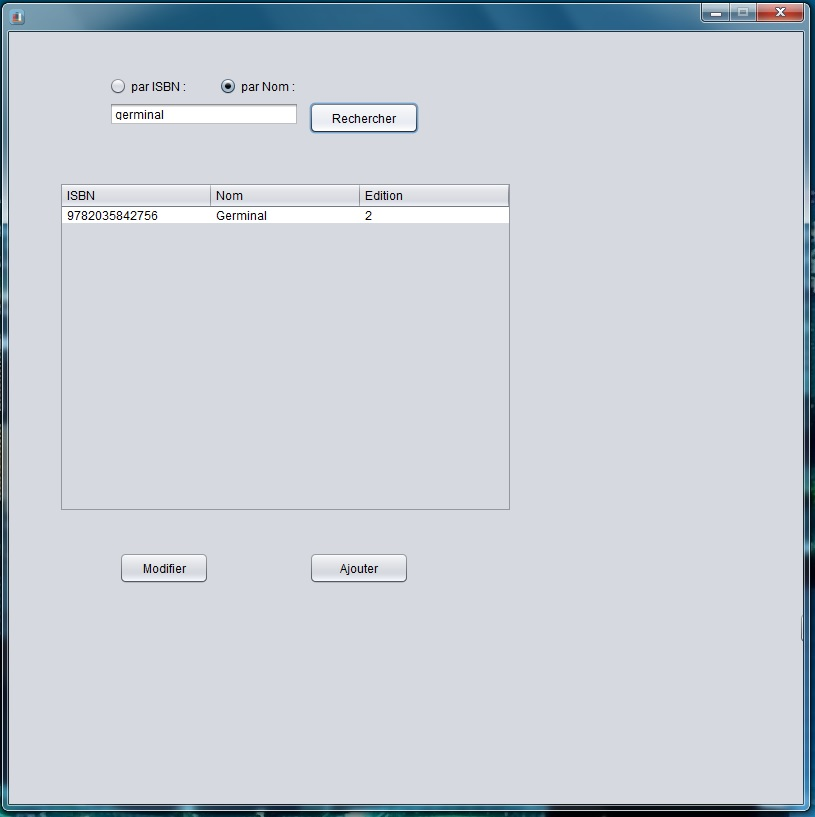 par ISBN : par Nom :
germinal Rechercher
ISBN Nom Edition
9782035842756 Germinal 2
Modifier Ajouter